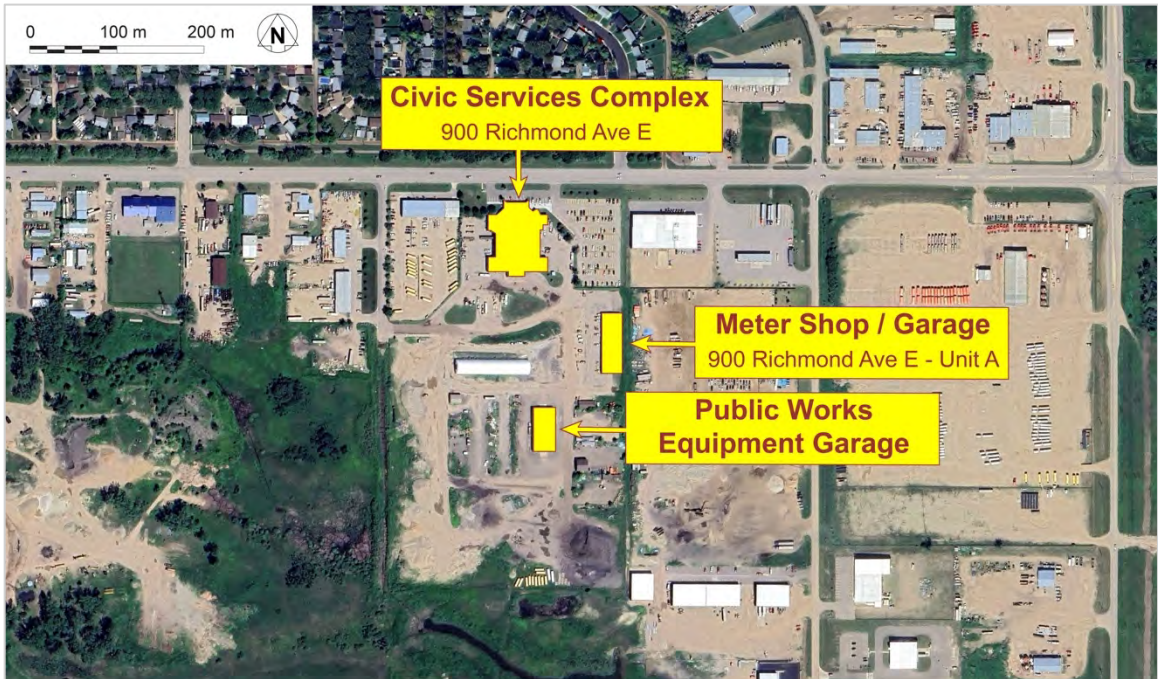 0 100 m 200 m
N
Civic Services Complex
900 Richmond Ave E
Meter Shop / Garage
900 Richmond Ave E - Unit A
Public Works
Equipment Garage